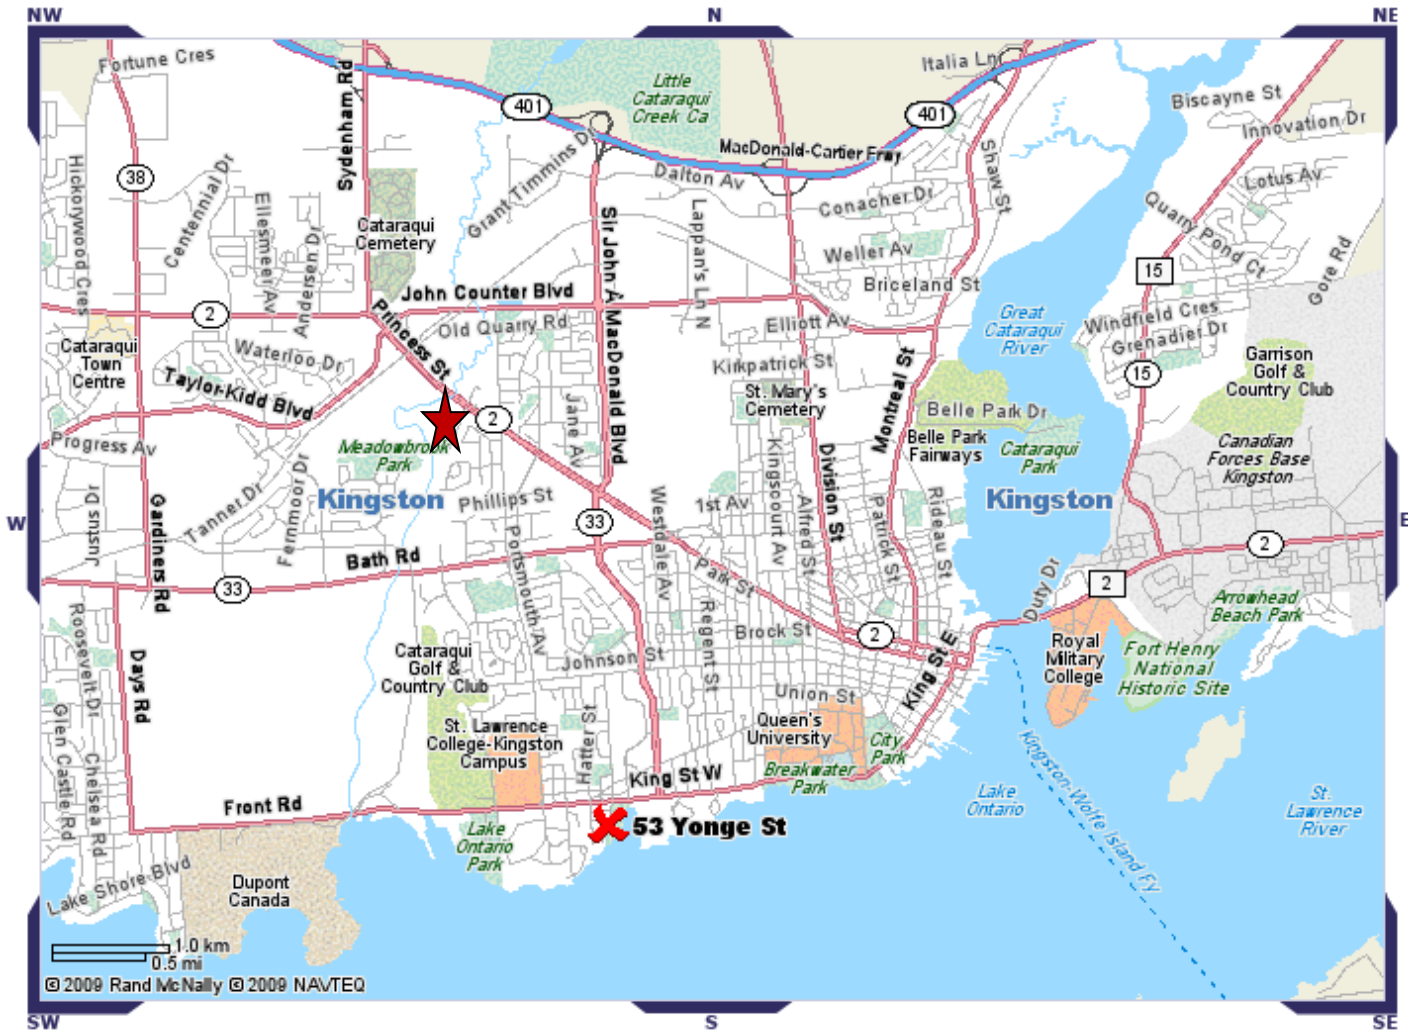 NW
N
NE
Fortune Cres
Sydenham Rd
401
Little
Cataraqui
Creek Ca
Italia Ln
401
Biscayne St
Innovation Dr
MacDonald-Cartier Frwy
Grant Timmins Dr
Dalton Av
Shaw St
38
Hickorywood Cres
Centennial Dr
Ellesmeer Av
Andersen Dr
Cataraqui
Cemetery
Sir John A MacDonald Blvd
Lappan's Ln N
Conacher Dr
Weller Av
Briceland St
Lotus Av
Quarry Pond Ct
15
Gore Rd
John Counter Blvd
2
Princess St
Old Quarry Rd
Elliott Av
Great
Cataraqui
River
Windfield Cres
Grenadier Dr
Cataraqui
Town
Centre
Waterloo Dr
Taylor-Kidd Blvd
Kirkpatrick St
St. Mary's
Cemetery
Montreal St
15
Garrison
Golf &
Country Club
2
Jane Av
Belle Park Dr
Belle Park
Fairways
Cataraqui
Park
Progress Av
Meadowbrook
Park
Canadian
Forces Base
Kingston
W
Justus Dr
Gardiners Rd
Tanner Dr
Fernmoor Dr
Kingston
Phillips St
33
Westdale Av
1st Av
Kingscourt Av
Alfred St
Division St
Patrick St
Rideau St
Kingston
2
E
Bath Rd
33
Portsmouth Av
Park St
Duty Dr
2
Arrowhead
Beach Park
Roosevelt Dr
Days Rd
Regent St
Brock St
2
King St E
Royal
Military
College
Fort Henry
National
Historic Site
Cataraqui
Golf &
Country Club
Johnson St
Union St
Glen Castle Rd
Chelsea Rd
St. Lawrence
College-Kingston
Campus
Hatter St
Queen's
University
City
Park
Breakwater
Park
King St W
Front Rd
Kingston-Wolfe Island Fy
Lake
Ontario
St.
Lawrence
River
53 Yonge St
Lake
Ontario
Park
Lake Shore Blvd
Dupont
Canada
1.0 km
0.5 mi
© 2009 Rand McNally © 2009 NAVTEQ
SW
S
SE